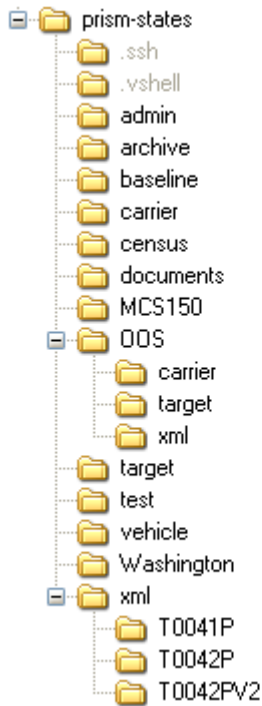 prism-states
.ssh
.vshell
admin
archive
baseline
carrier
census
documents
MCS150
OOS
carrier
target
xml
target
test
vehicle
Washington
xml
T0041P
T0042P
T0042PV2